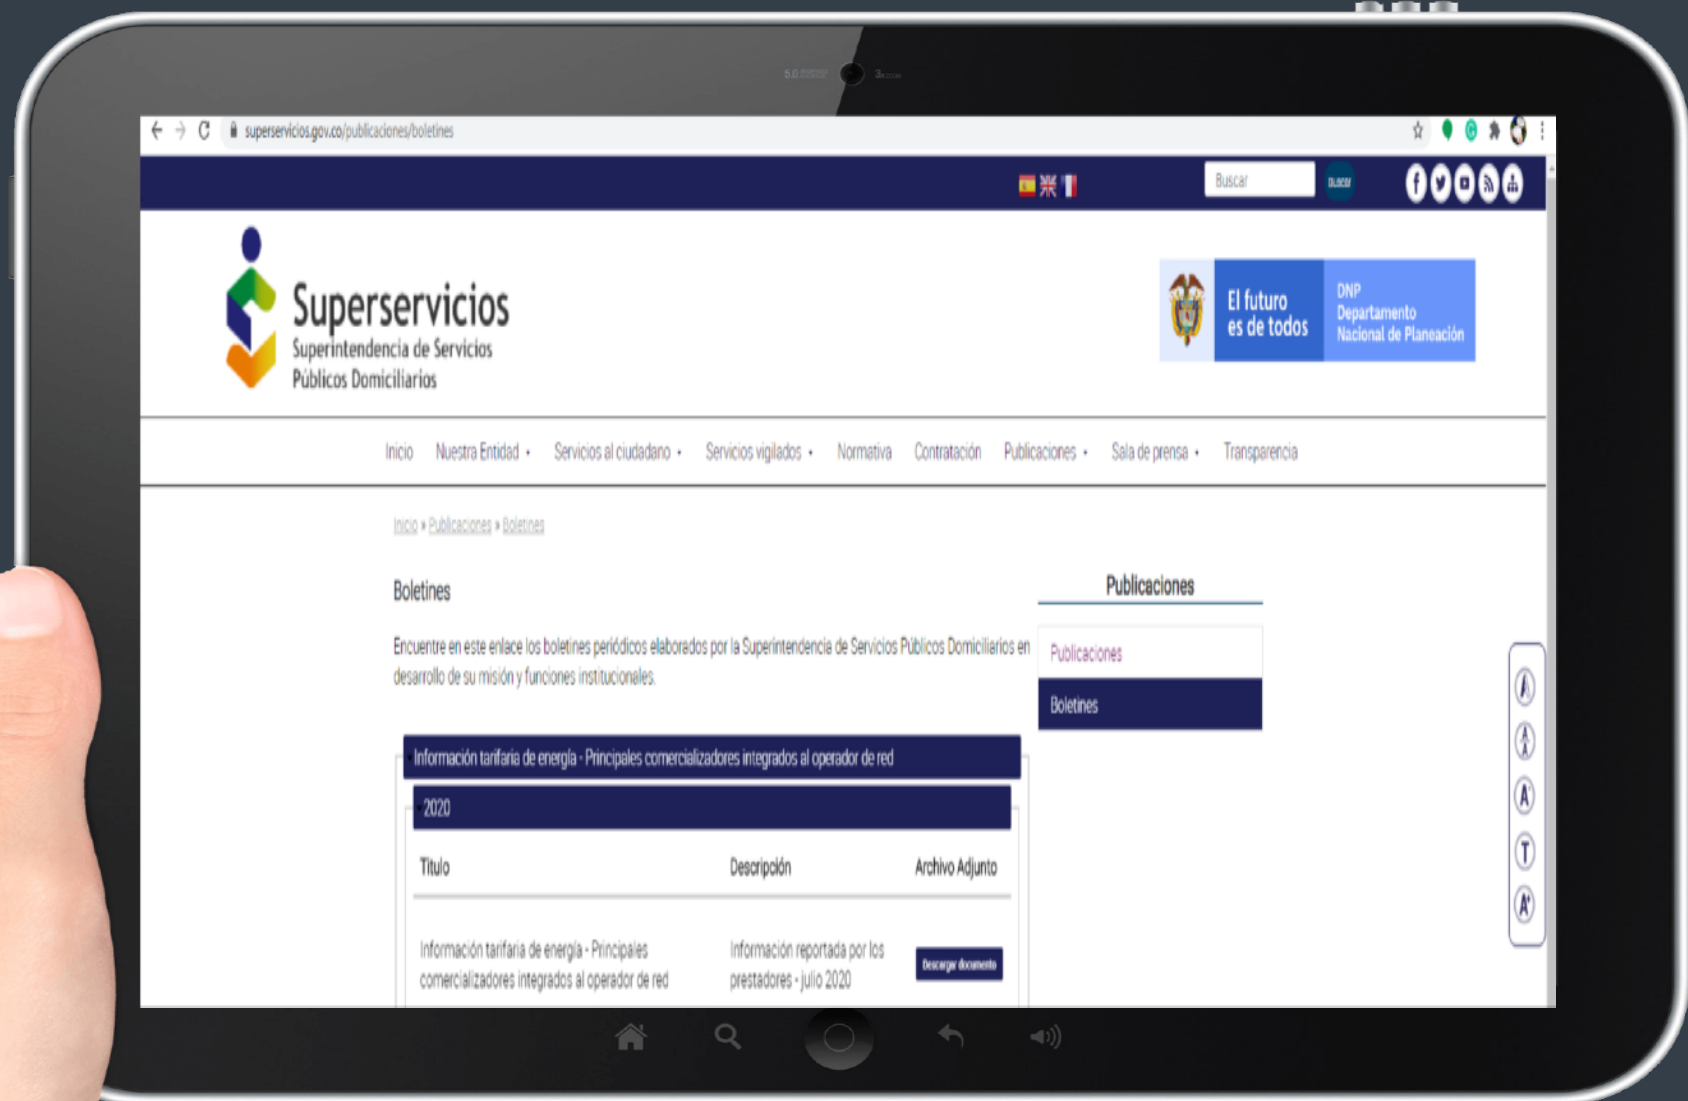 superservicios.gov.co/publicaciones/boletines
Buscar
Superservicios
Superintendencia de Servicios
Públicos Domiciliarios
El futuro
es de todos
DNP
Departamento
Nacional de Planeación
Inicio Nuestra Entidad Servicios al ciudadano Servicios vigilados Normativa Contratación Publicaciones Sala de prensa Transparencia
Inicio » Publicaciones » Boletines
Boletines
Encuentre en este enlace los boletines periódicos elaborados por la Superintendencia de Servicios Públicos Domiciliarios en
desarrollo de su misión y funciones institucionales.
Publicaciones
Publicaciones
Boletines
Información tarifaria de energía - Principales comercializadores integrados al operador de red
2020
Título Descripción Archivo Adjunto
Información tarifaria de energía - Principales
comercializadores integrados al operador de red
Información reportada por los
prestadores - julio 2020
Descargar documento
A-
T
A+